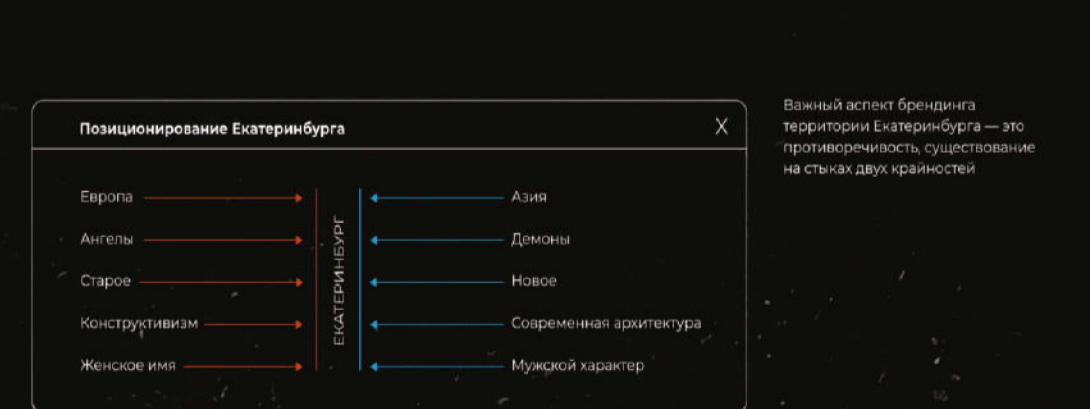 Позиционирование Екатеринбурга X
Важный аспект брендинга
территории Екатеринбурга — это
противоречивость, существование
на стыках двух крайностей
Европа Азия
Ангелы Демоны
Старое Новое
Конструктивизм Современная архитектура
Женское имя Мужской характер
ЕКАТЕРИНБУРГ